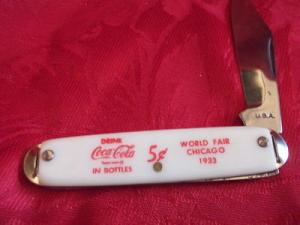 DRINK
Coca-Cola
IN BOTTLES
5¢
WORLD FAIR
CHICAGO
1933
U.S.A.